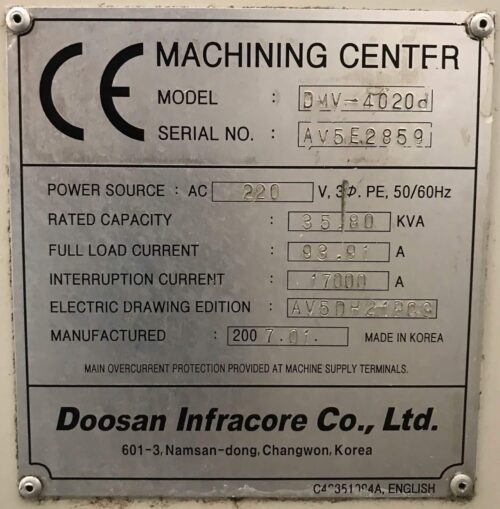 CE MACHINING CENTER
MODEL : DMV-4020d
SERIAL NO. : AV5E2859
POWER SOURCE : AC 220 V, 3Φ. PE, 50/60Hz
RATED CAPACITY : 35.80 KVA
FULL LOAD CURRENT : 93.91 A
INTERRUPTION CURRENT : 17000 A
ELECTRIC DRAWING EDITION :
MANUFACTURED : 2007.01. MADE IN KOREA
MAIN OVERCURRENT PROTECTION PROVIDED AT MACHINE SUPPLY TERMINALS.
Doosan Infracore Co., Ltd.
601-3, Namsan-dong, Changwon, Korea
ENGLISH